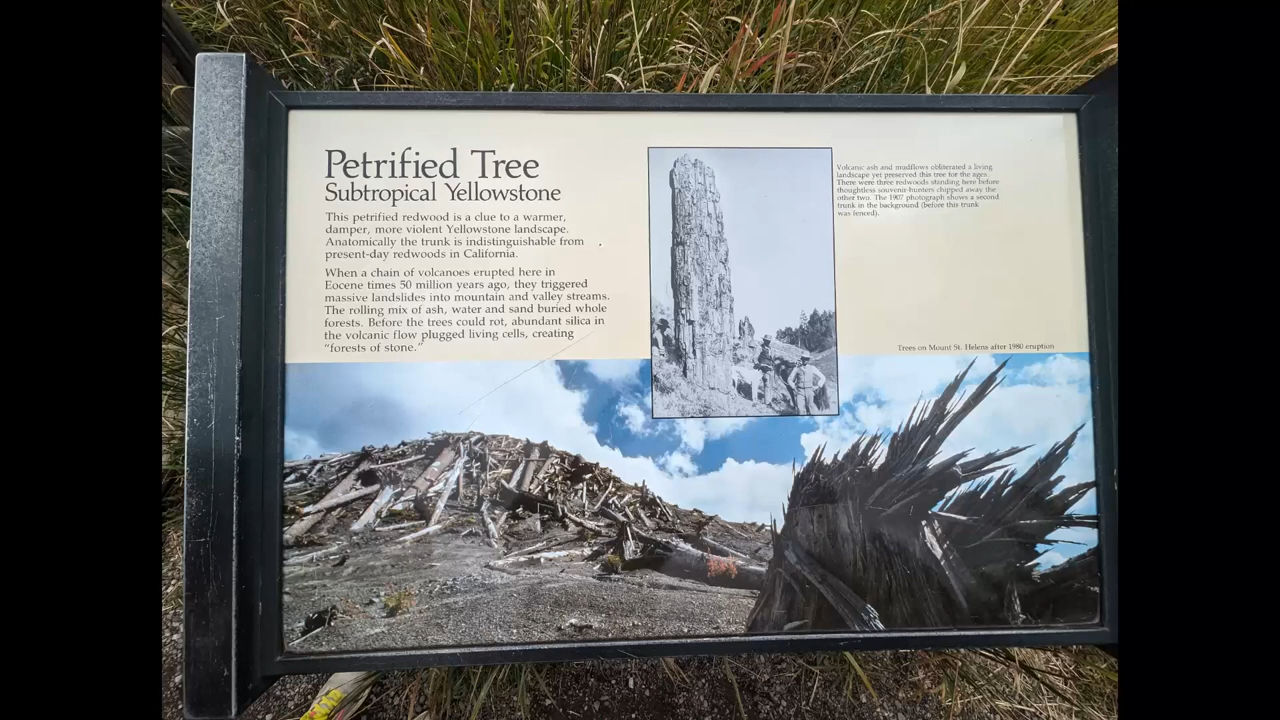 Petrified Tree
Subtropical Yellowstone
This petrified redwood is a clue to a warmer,
damper, more violent Yellowstone landscape.
Anatomically the trunk is indistinguishable from
present-day redwoods in California.
When a chain of volcanoes erupted here in
Eocene times 50 million years ago, they triggered
massive landslides into mountain and valley streams.
The rolling mix of ash, water and sand buried whole
forests. Before the trees could rot, abundant silica in
the volcanic flow plugged living cells, creating
“forests of stone.”
Volcanic ash and mudflows obliterated a living
landscape yet preserved this tree for the ages.
There were three redwoods standing here before
thoughtless souvenir-hunters chipped away the
other two. The 1907 photograph shows a second
trunk in the background (before this trunk
was fenced).
Trees on Mount St. Helens after 1980 eruption